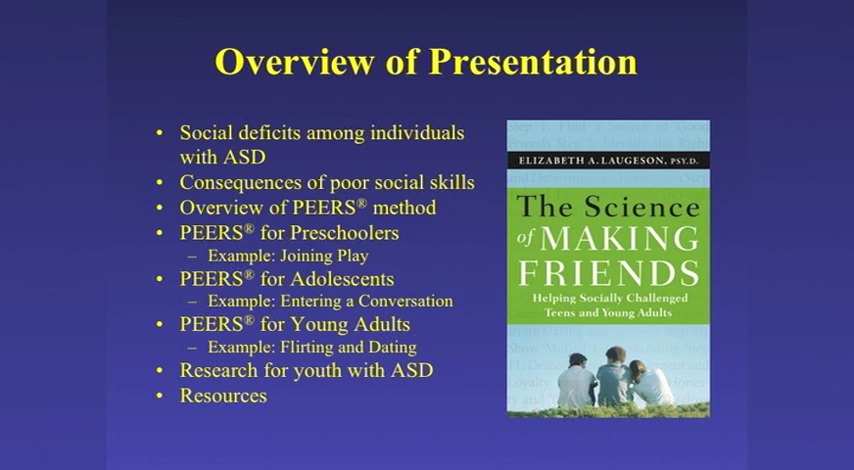 Overview of Presentation
• Social deficits among individuals
with ASD
• Consequences of poor social skills
• Overview of PEERS® method
• PEERS® for Preschoolers
– Example: Joining Play
• PEERS® for Adolescents
– Example: Entering a Conversation
• PEERS® for Young Adults
– Example: Flirting and Dating
• Research for youth with ASD
• Resources
ELIZABETH A. LAUGESON, PSY.D.
The Science
of MAKING
FRIENDS
Helping Socially Challenged
Teens and Young Adults